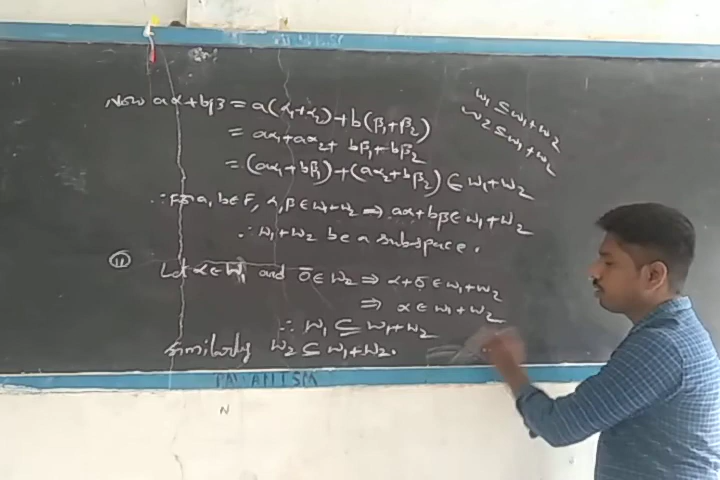 Now aα+bβ = a(α₁+α₂)+b(β₁+β₂)
= aα₁+aα₂+ bβ₁+bβ₂
= (aα₁+bβ₁)+(aα₂+bβ₂) ∈ W₁+W₂
∴ For a, b∈F, α,β∈W₁+W₂ ⇒ aα+bβ∈W₁+W₂
∴ W₁+W₂ be a subspace.
(ii) Let α∈W₁ and ō∈W₂ ⇒ α+ō∈W₁+W₂
⇒ α∈W₁+W₂
∴ W₁⊆W₁+W₂
Similarly W₂⊆W₁+W₂.
W₁⊆W₁+W₂
W₂⊆W₁+W₂
N